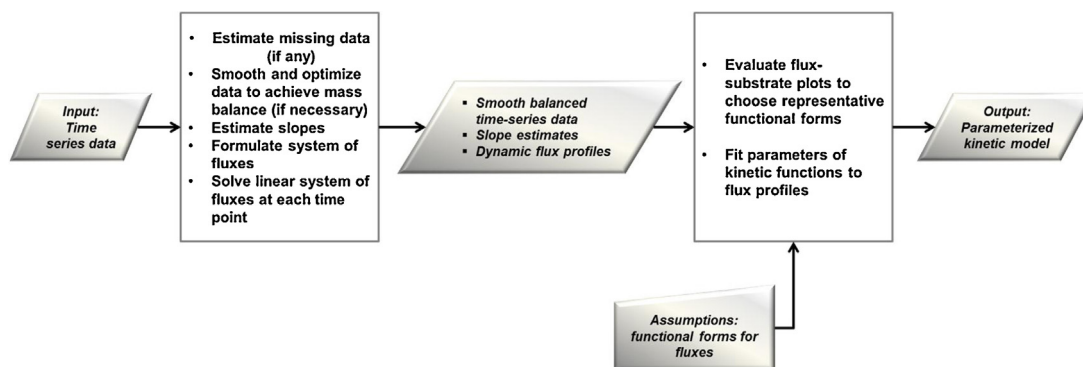 Input:
Time
series data
• Estimate missing data
(if any)
• Smooth and optimize
data to achieve mass
balance (if necessary)
• Estimate slopes
• Formulate system of
fluxes
• Solve linear system of
fluxes at each time
point
▪ Smooth balanced
time-series data
▪ Slope estimates
▪ Dynamic flux profiles
• Evaluate flux-
substrate plots to
choose representative
functional forms
• Fit parameters of
kinetic functions to
flux profiles
Output:
Parameterized
kinetic model
Assumptions:
functional forms for
fluxes